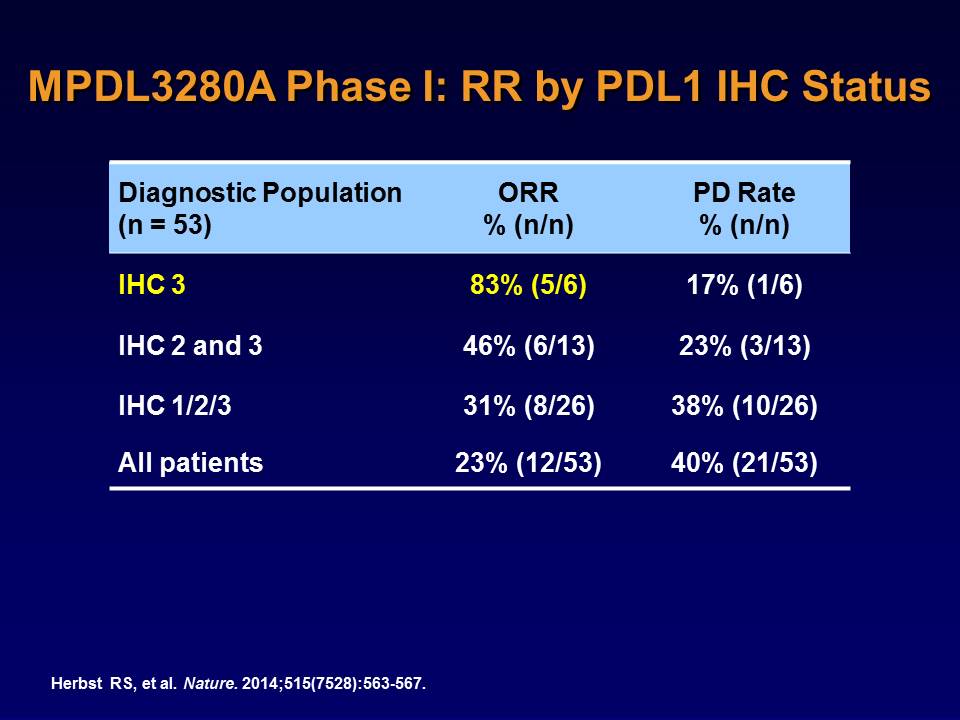 MPDL3280A Phase I: RR by PDL1 IHC Status
Diagnostic Population (n = 53) ORR % (n/n) PD Rate % (n/n)
IHC 3 83% (5/6) 17% (1/6)
IHC 2 and 3 46% (6/13) 23% (3/13)
IHC 1/2/3 31% (8/26) 38% (10/26)
All patients 23% (12/53) 40% (21/53)
Herbst RS, et al. Nature. 2014;515(7528):563-567.